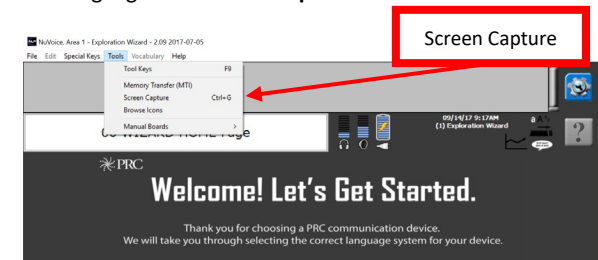 Screen Capture
NuVoice, Area 1 - Exploration Wizard - 2.09 2017-07-05
File Edit Special Keys Tools Vocabulary Help
Tool Keys F9
Memory Transfer (MTI)
Screen Capture Ctrl+G
Browse Icons
Manual Boards >
09/14/17 9:17AM
(1) Exploration Wizard
?
PRC
Welcome! Let's Get Started.
Thank you for choosing a PRC communication device.
We will take you through selecting the correct language system for your device.